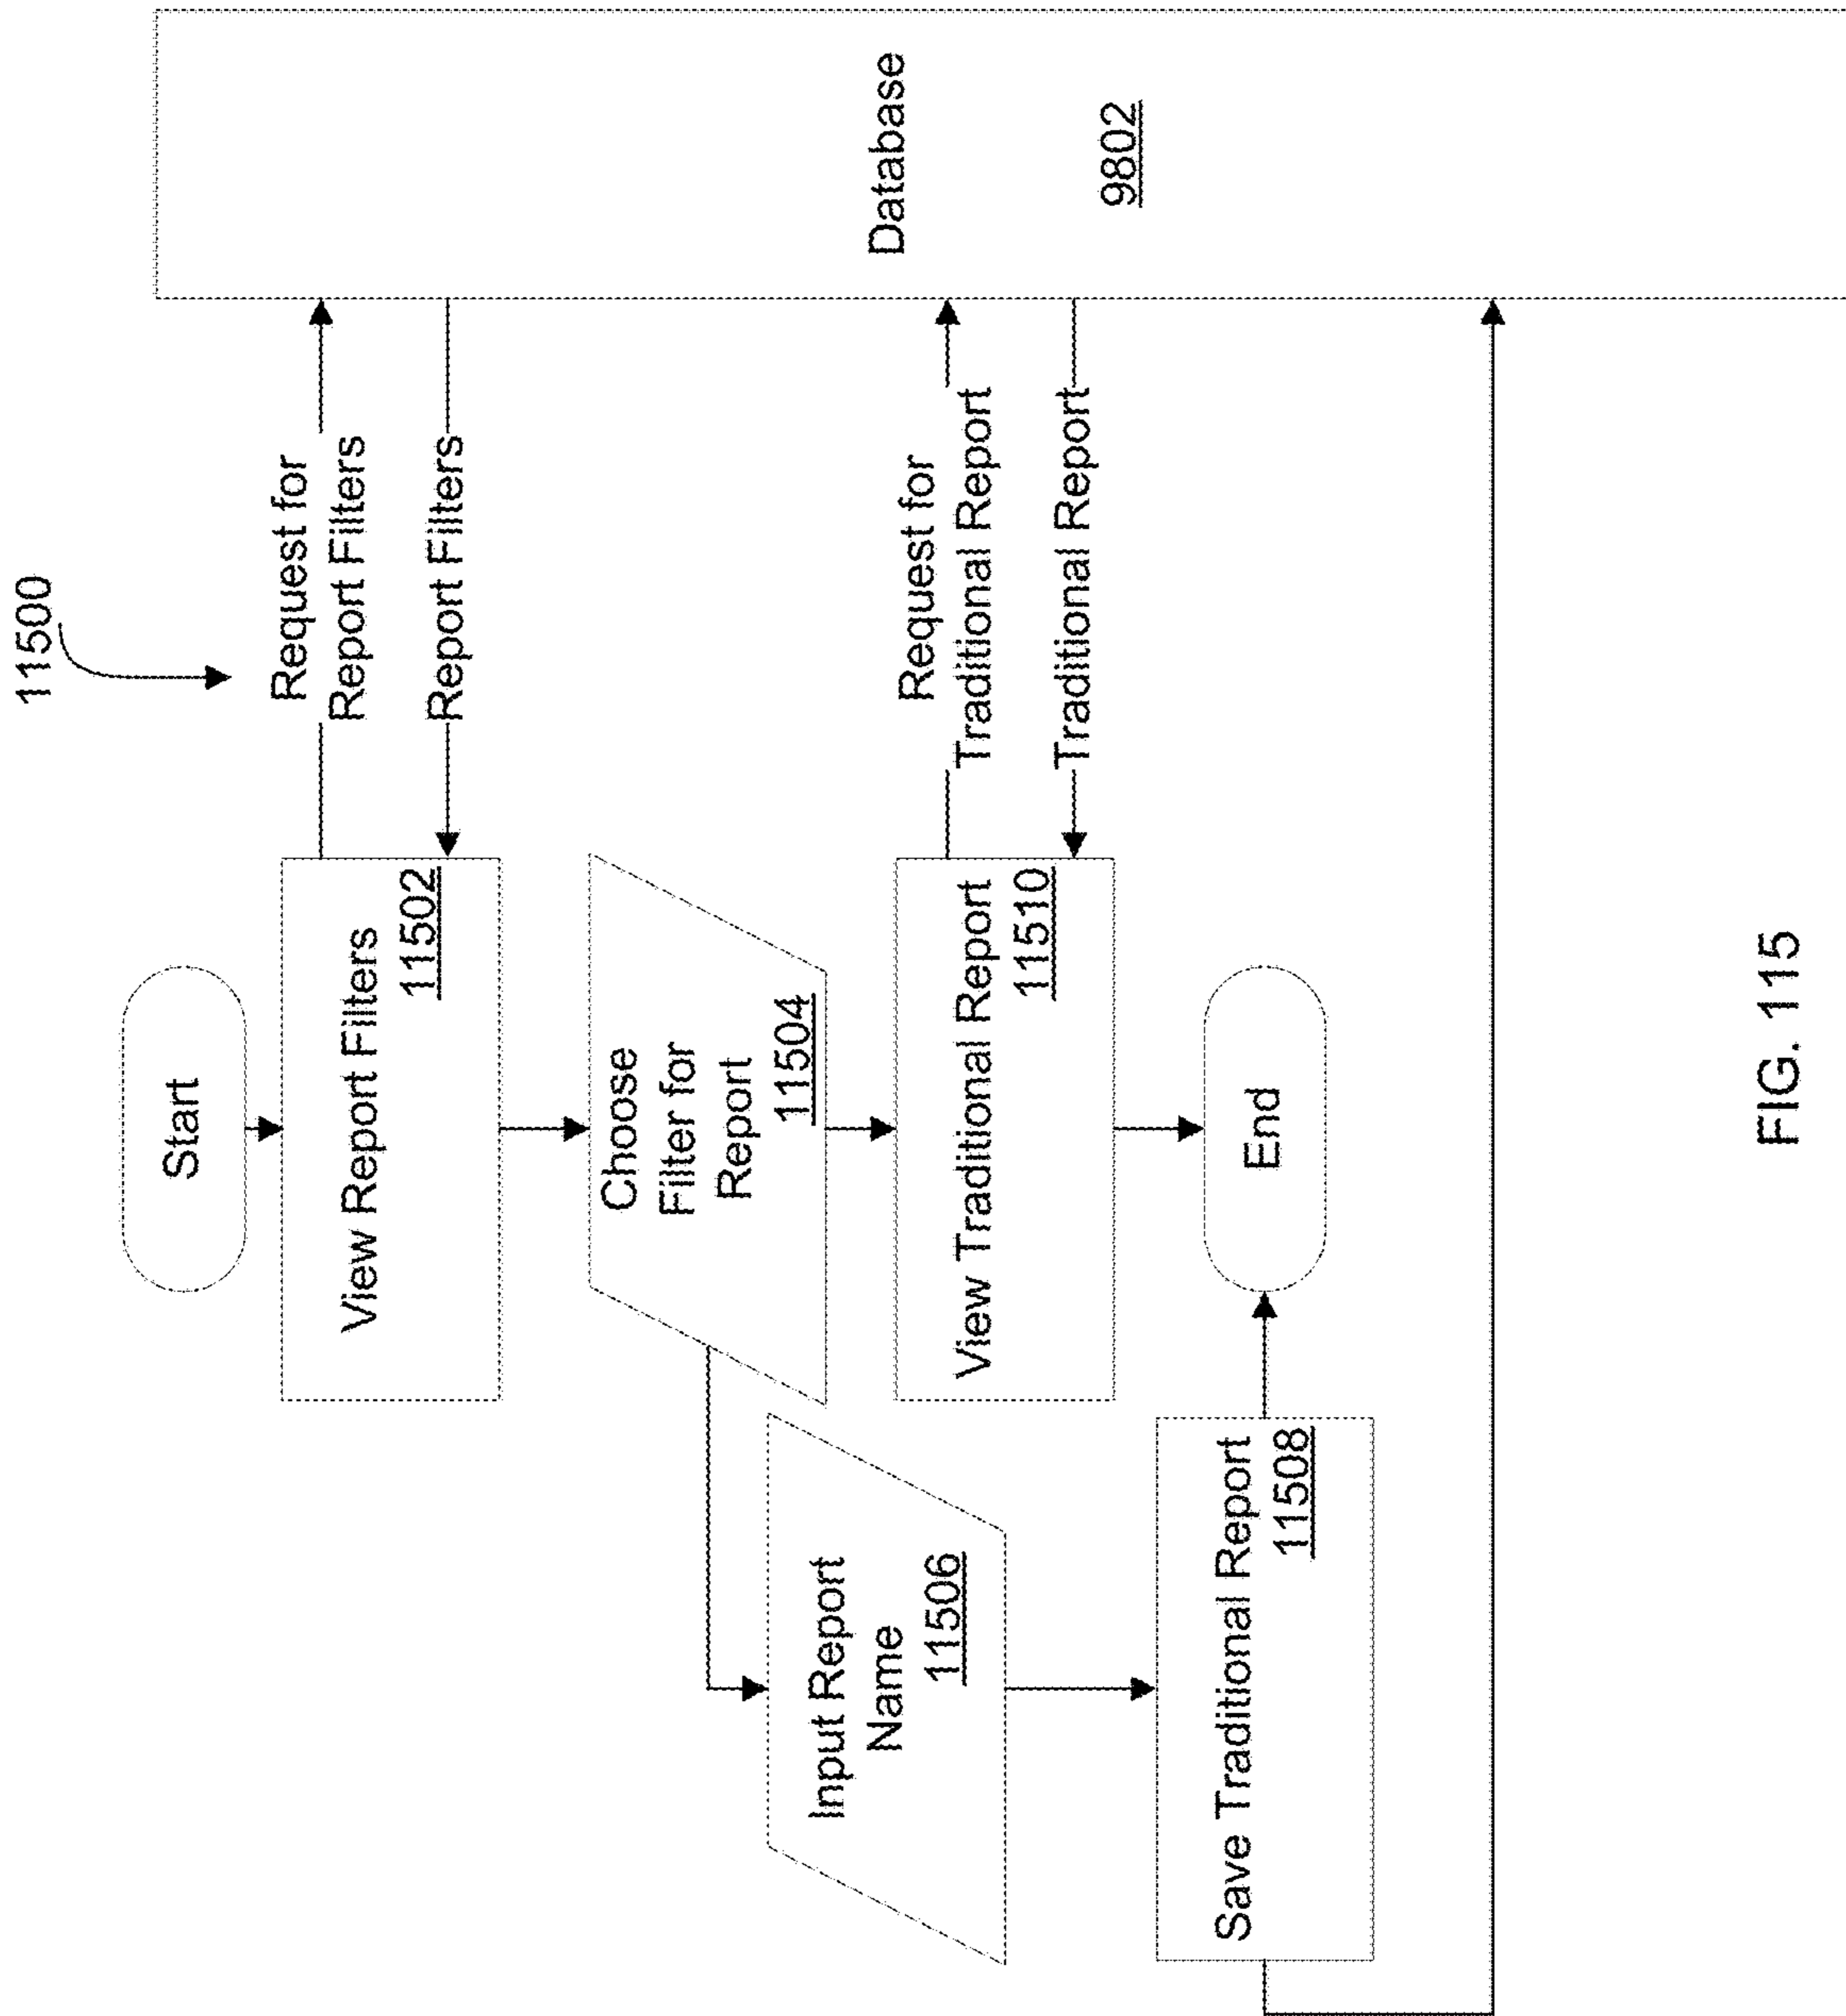 11500
Start
View Report Filters
11502
Request for
Report Filters
Report Filters
Choose
Filter for
Report
11504
Input Report
Name
11506
View Traditional Report
11510
Request for
Traditional Report
Traditional Report
Save Traditional Report
11508
End
Database
9802
FIG. 115